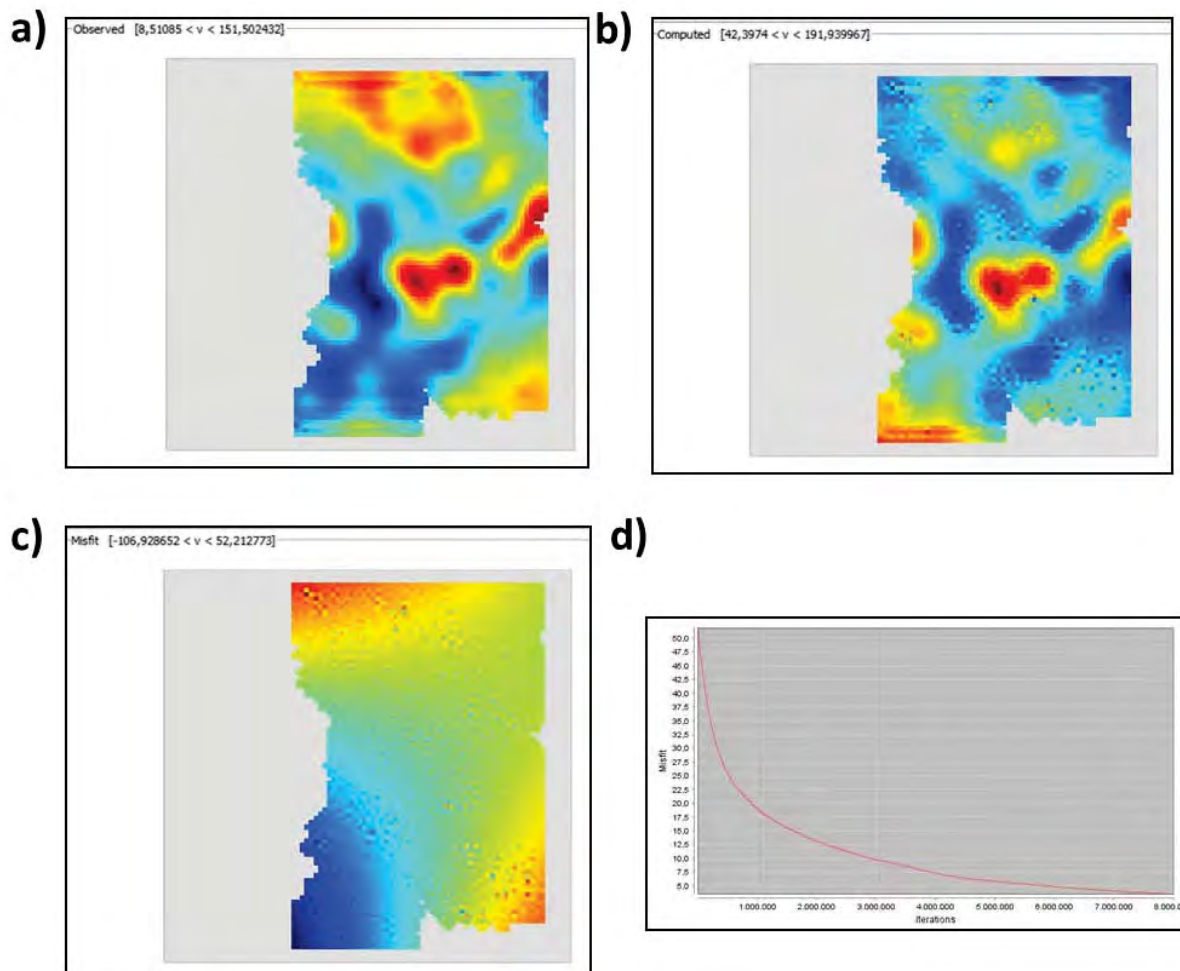 a)
Observed [8,51085 < v < 151,502432]
b)
Computed [42,3974 < v < 191,939967]
c)
Misfit [-106,928652 < v < 52,212773]
d)
50,0
47,5
45,0
42,5
40,0
37,5
35,0
32,5
30,0
27,5
25,0
22,5
20,0
17,5
15,0
12,5
10,0
7,5
5,0
Misfit
1.000.000 2.000.000 3.000.000 4.000.000 5.000.000 6.000.000 7.000.000 8.000
Iterations